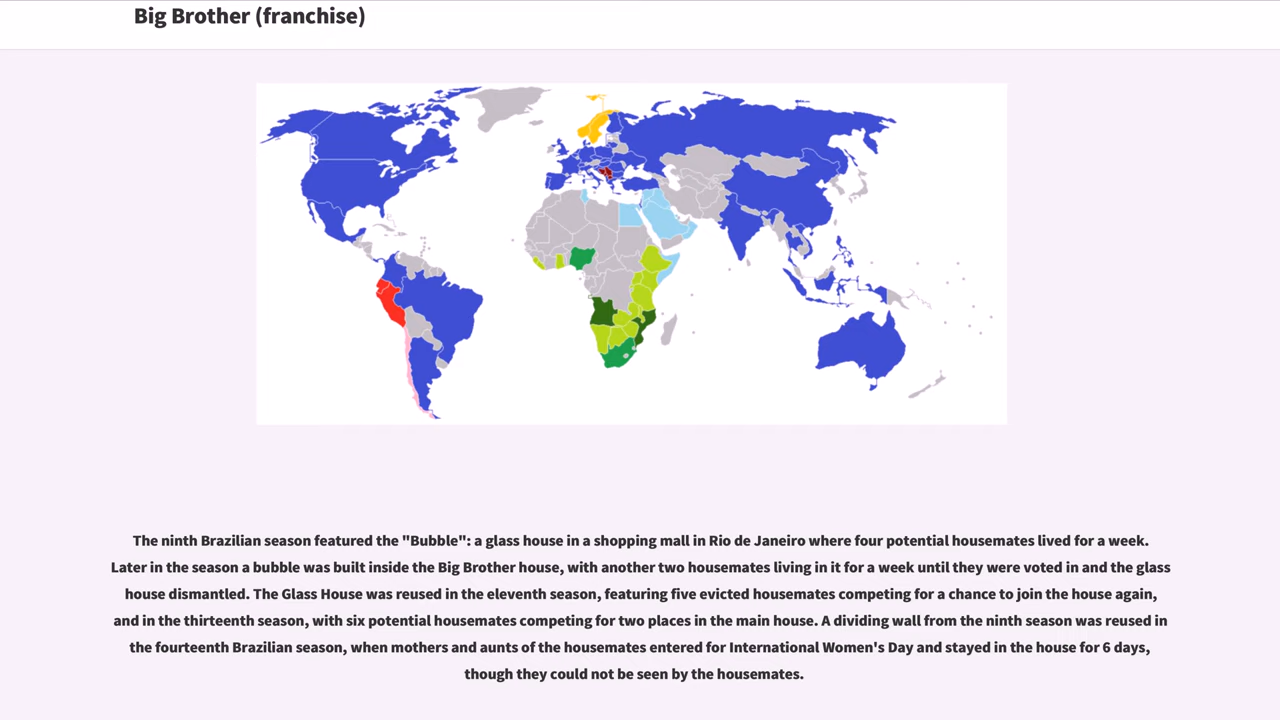 Big Brother (franchise)
The ninth Brazilian season featured the "Bubble": a glass house in a shopping mall in Rio de Janeiro where four potential housemates lived for a week.
Later in the season a bubble was built inside the Big Brother house, with another two housemates living in it for a week until they were voted in and the glass
house dismantled. The Glass House was reused in the eleventh season, featuring five evicted housemates competing for a chance to join the house again,
and in the thirteenth season, with six potential housemates competing for two places in the main house. A dividing wall from the ninth season was reused in
the fourteenth Brazilian season, when mothers and aunts of the housemates entered for International Women's Day and stayed in the house for 6 days,
though they could not be seen by the housemates.